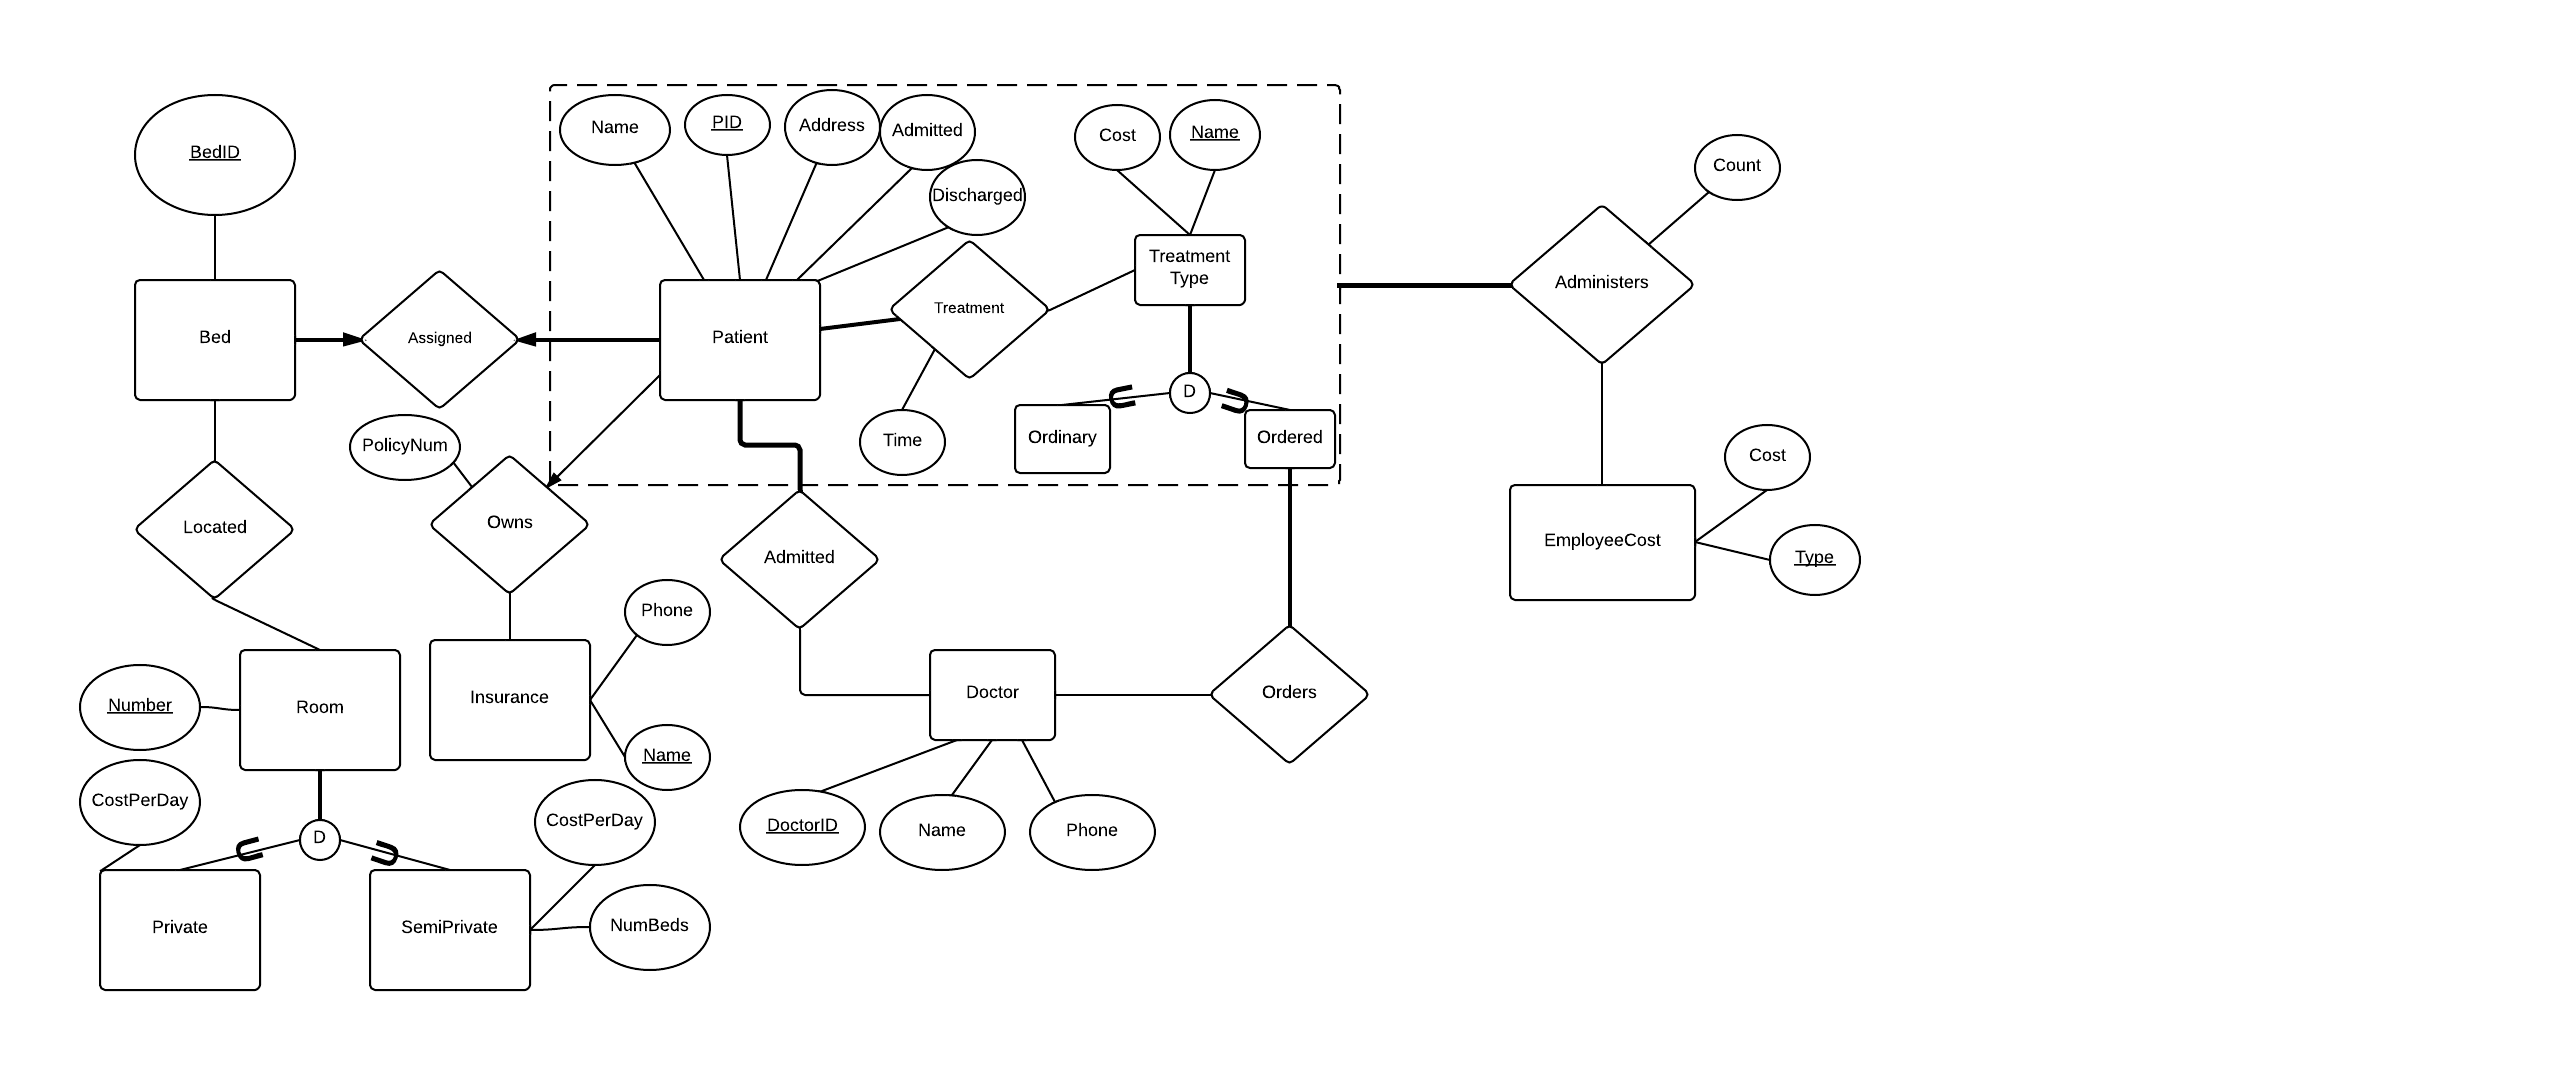 Name
PID
Address
Admitted
Cost
Name
BedID
Count
Discharged
Treatment
Type
Administers
Bed
Assigned
Patient
Treatment
D
PolicyNum
Time
Ordinary
Ordered
Cost
Located
Owns
Admitted
EmployeeCost
Type
Phone
Number
Room
Insurance
Doctor
Orders
Name
CostPerDay
CostPerDay
D
DoctorID
Name
Phone
Private
SemiPrivate
NumBeds